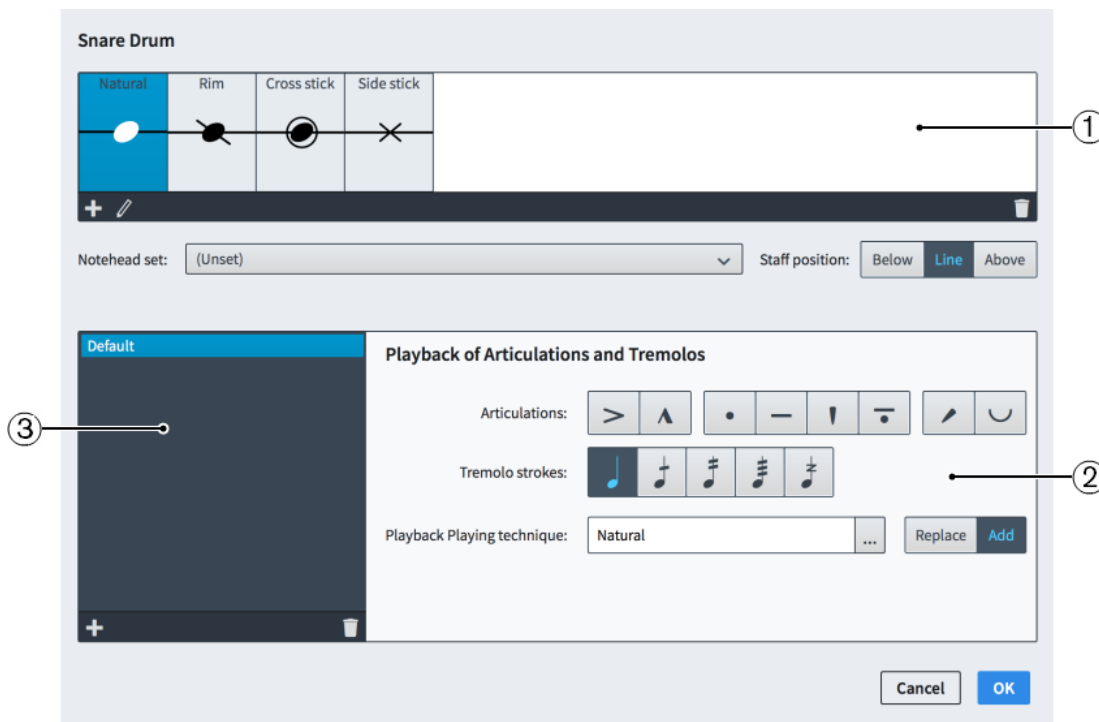 Snare Drum
Natural Rim Cross stick Side stick
1
Notehead set: (Unset) Staff position: Below Line Above
Default
Playback of Articulations and Tremolos
Articulations:
3
Tremolo strokes:
2
Playback Playing technique: Natural ... Replace Add
Cancel OK